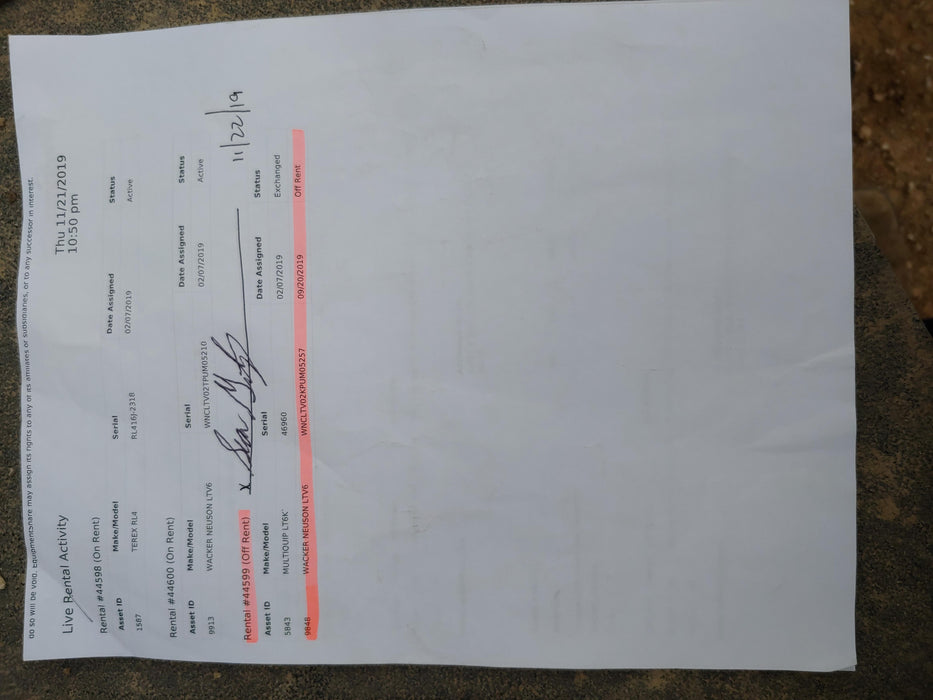 do so will be void. EquipmentShare may assign its rights to any of its affiliates or subsidiaries, or to any successor in interest.
Live Rental Activity
Thu 11/21/2019
10:50 pm
Rental #44598 (On Rent)
Asset ID Make/Model Serial Date Assigned Status
1587 TEREX RL4 RL416J-2318 02/07/2019 Active
Rental #44600 (On Rent)
Asset ID Make/Model Serial Date Assigned Status
9913 WACKER NEUSON LTV6 WNCLTV02TPUM05210 02/07/2019 Active
Rental #44599 (Off Rent) x 11/22/19
Asset ID Make/Model Serial Date Assigned Status
5843 MULTIQUIP LT6K 46960 02/07/2019 Exchanged
9848 WACKER NEUSON LTV6 WNCLTV02KPUM05257 09/20/2019 Off Rent